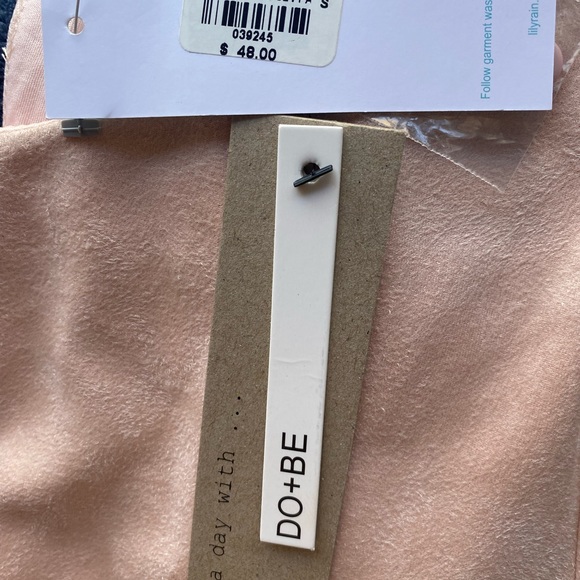 S
039245
$ 48.00
Follow garment was
lilyrain.
DO+BE
a day with ...